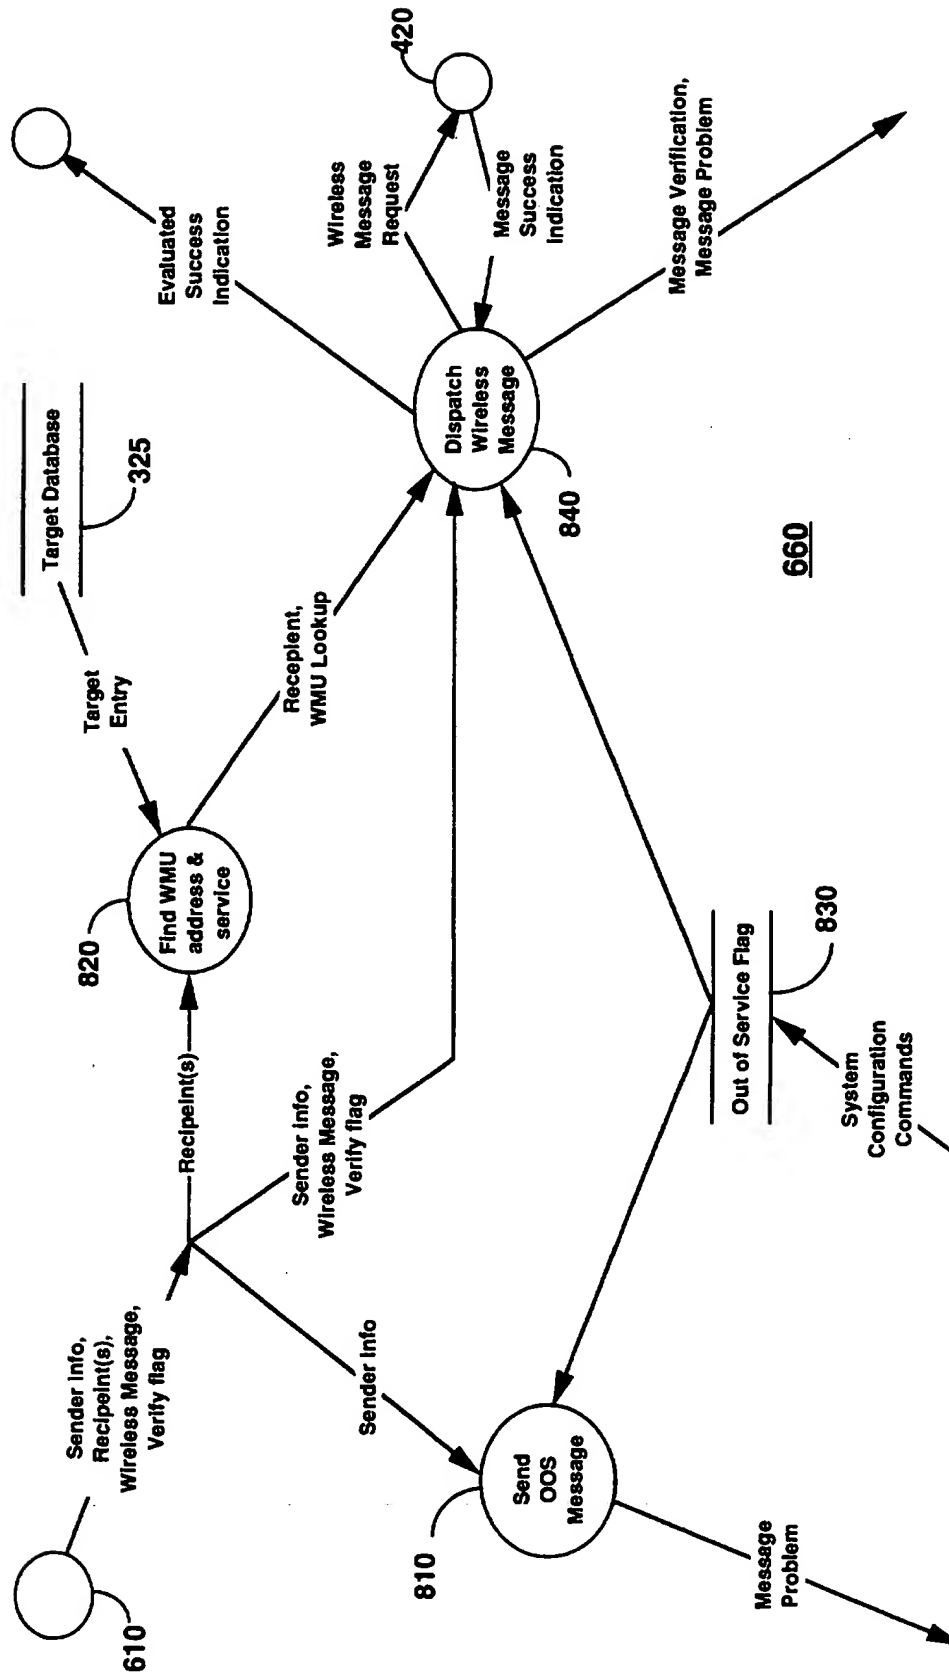 610
Sender Info,
Recipeint(s),
Wireless Message,
Verify flag
Recipeint(s)
820
Find WMU
address &
service
Target
Entry
Target Database
325
Evaluated
Success
Indication
Recepient,
WMU Lookup
Sender Info,
Wireless Message,
Verify flag
Sender Info
Wireless
Message
Request
420
Message
Success
Indication
Dispatch
Wireless
Message
840
810
Send
OOS
Message
Message
Problem
Out of Service Flag
830
System
Configuration
Commands
Message Verification,
Message Problem
660